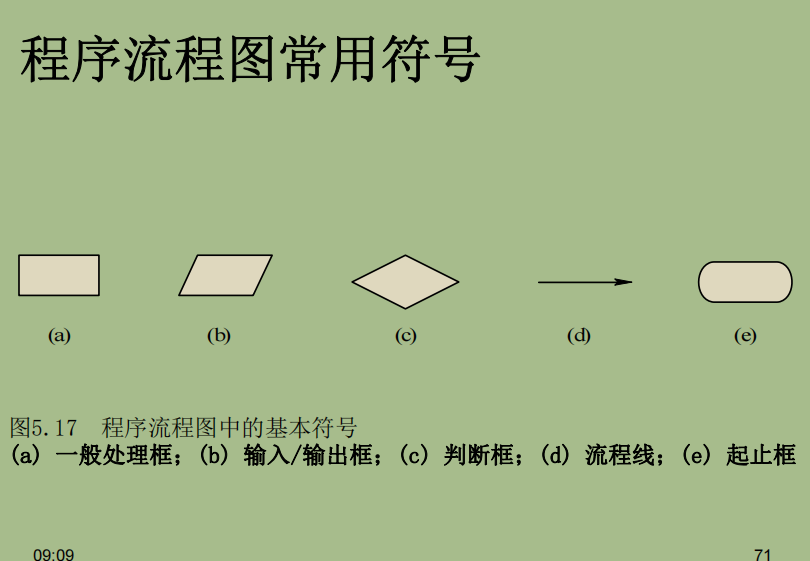 程序流程图常用符号
(a) (b) (c) (d) (e)
图5.17 程序流程图中的基本符号
(a) 一般处理框；(b) 输入/输出框；(c) 判断框；(d) 流程线；(e) 起止框
09:09 71